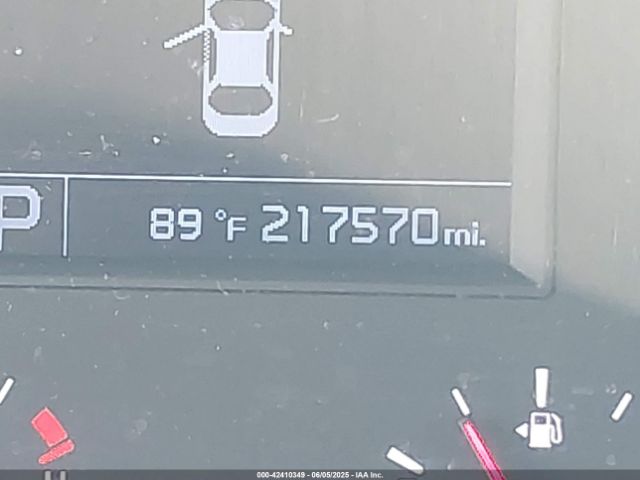 P 89 °F 217570 mi.
H
000-42410349 - 06/05/2025 - IAA Inc.